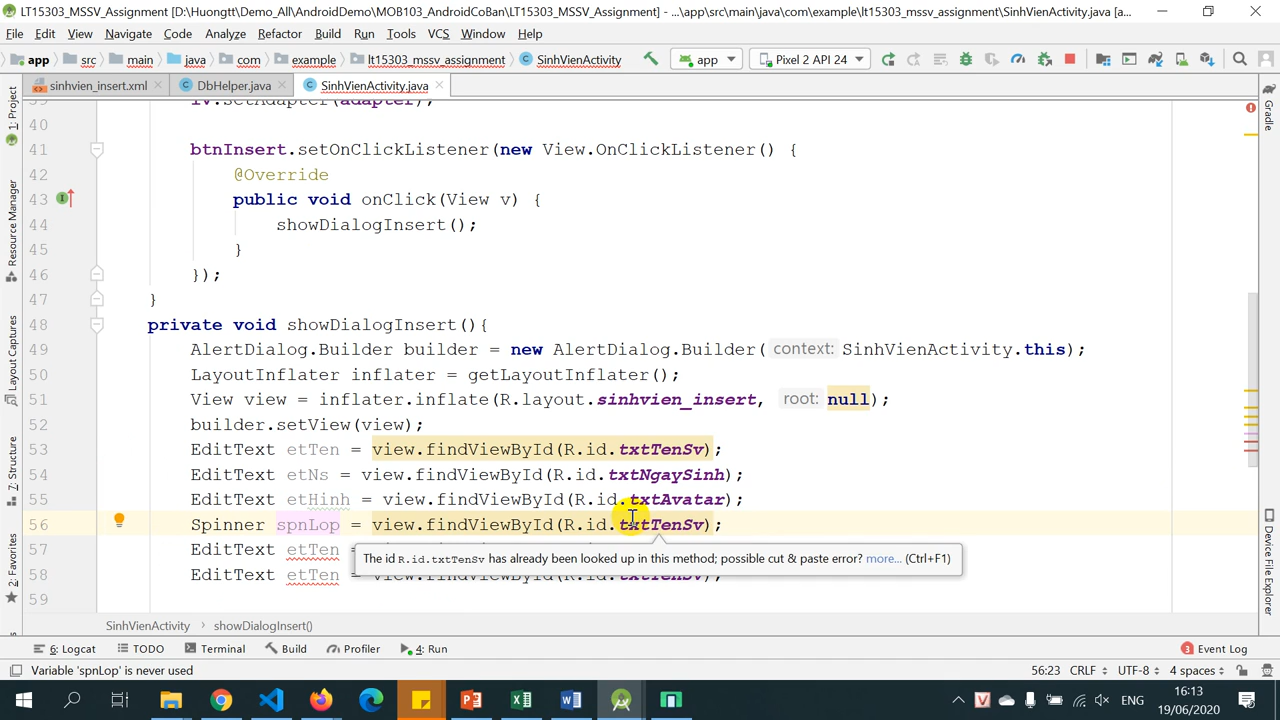 LT15303_MSSV_Assignment [D:\Huongtt\Demo_All\AndroidDemo\MOB103_AndroidCoBan\LT15303_MSSV_Assignment] - ...\app\src\main\java\com\example\lt15303_mssv_assignment\SinhVienActivity.java [a...
File Edit View Navigate Code Analyze Refactor Build Run Tools VCS Window Help
app src main java com example lt15303_mssv_assignment SinhVienActivity app Pixel 2 API 24
sinhvien_insert.xml DbHelper.java SinhVienActivity.java
lv.setAdapter(adapter);
40
41 btnInsert.setOnClickListener(new View.OnClickListener() {
42 @Override
43 public void onClick(View v) {
44 showDialogInsert();
45 }
46 });
47 }
48 private void showDialogInsert(){
49 AlertDialog.Builder builder = new AlertDialog.Builder( context: SinhVienActivity.this);
50 LayoutInflater inflater = getLayoutInflater();
51 View view = inflater.inflate(R.layout.sinhvien_insert, root: null);
52 builder.setView(view);
53 EditText etTen = view.findViewById(R.id.txtTenSv);
54 EditText etNs = view.findViewById(R.id.txtNgaySinh);
55 EditText etHinh = view.findViewById(R.id.txtAvatar);
56 Spinner spnLop = view.findViewById(R.id.txtTenSv);
57 EditText etTen
The id R.id.txtTenSv has already been looked up in this method; possible cut & paste error? more... (Ctrl+F1)
58 EditText etTen = view.findViewById(R.id.txtTenSv);
59
SinhVienActivity showDialogInsert()
6: Logcat TODO Terminal Build Profiler 4: Run 3 Event Log
Variable 'spnLop' is never used 56:23 CRLF UTF-8 4 spaces
ENG 16:13
19/06/2020
1: Project
Resource Manager
Layout Captures
7: Structure
2: Favorites
Gradle
Device File Explorer